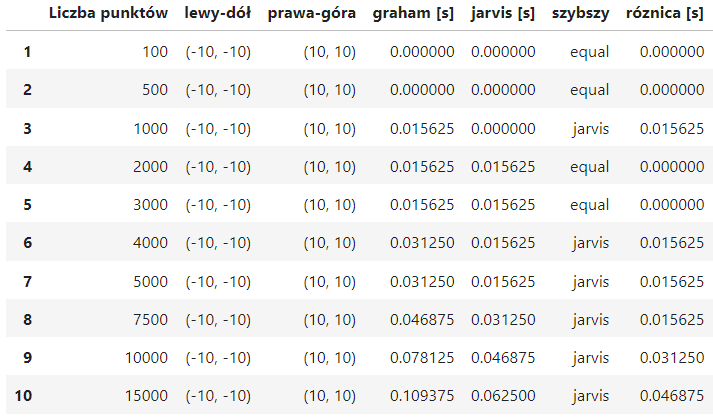 Liczba punktów lewy-dół prawa-góra graham [s] jarvis [s] szybszy róznica [s]
1 100 (-10, -10) (10, 10) 0.000000 0.000000 equal 0.000000
2 500 (-10, -10) (10, 10) 0.000000 0.000000 equal 0.000000
3 1000 (-10, -10) (10, 10) 0.015625 0.000000 jarvis 0.015625
4 2000 (-10, -10) (10, 10) 0.015625 0.015625 equal 0.000000
5 3000 (-10, -10) (10, 10) 0.015625 0.015625 equal 0.000000
6 4000 (-10, -10) (10, 10) 0.031250 0.015625 jarvis 0.015625
7 5000 (-10, -10) (10, 10) 0.031250 0.015625 jarvis 0.015625
8 7500 (-10, -10) (10, 10) 0.046875 0.031250 jarvis 0.015625
9 10000 (-10, -10) (10, 10) 0.078125 0.046875 jarvis 0.031250
10 15000 (-10, -10) (10, 10) 0.109375 0.062500 jarvis 0.046875